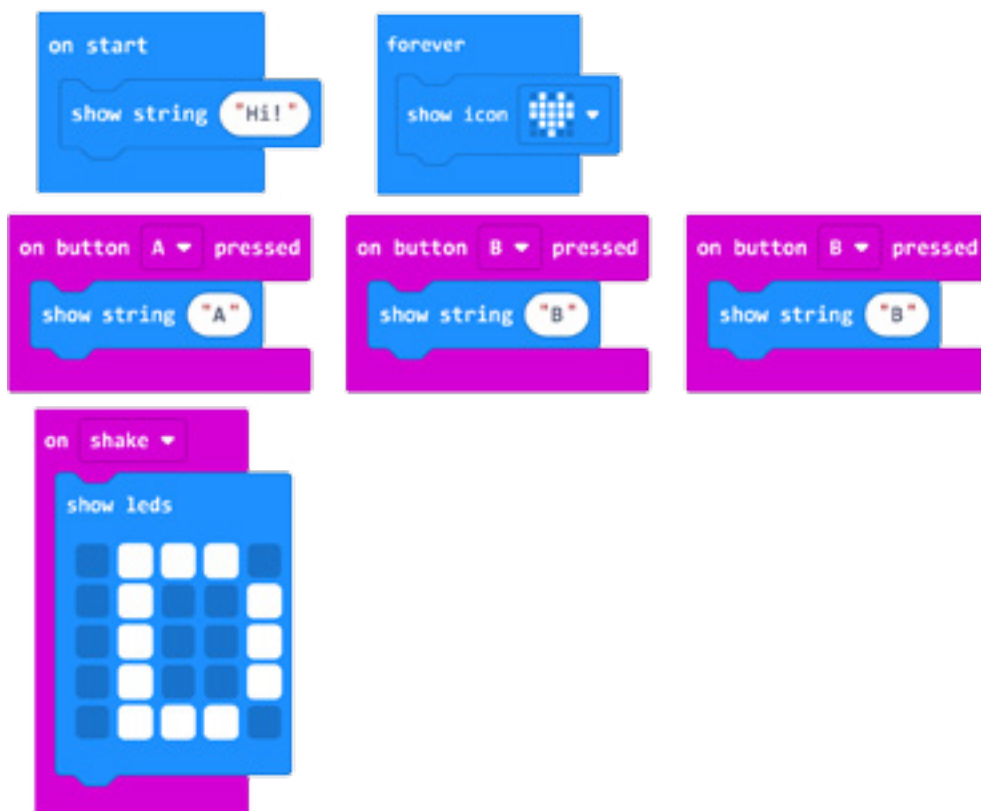 on start
show string "Hi!"
forever
show icon
on button A pressed
show string "A"
on button B pressed
show string "B"
on button B pressed
show string "B"
on shake
show leds